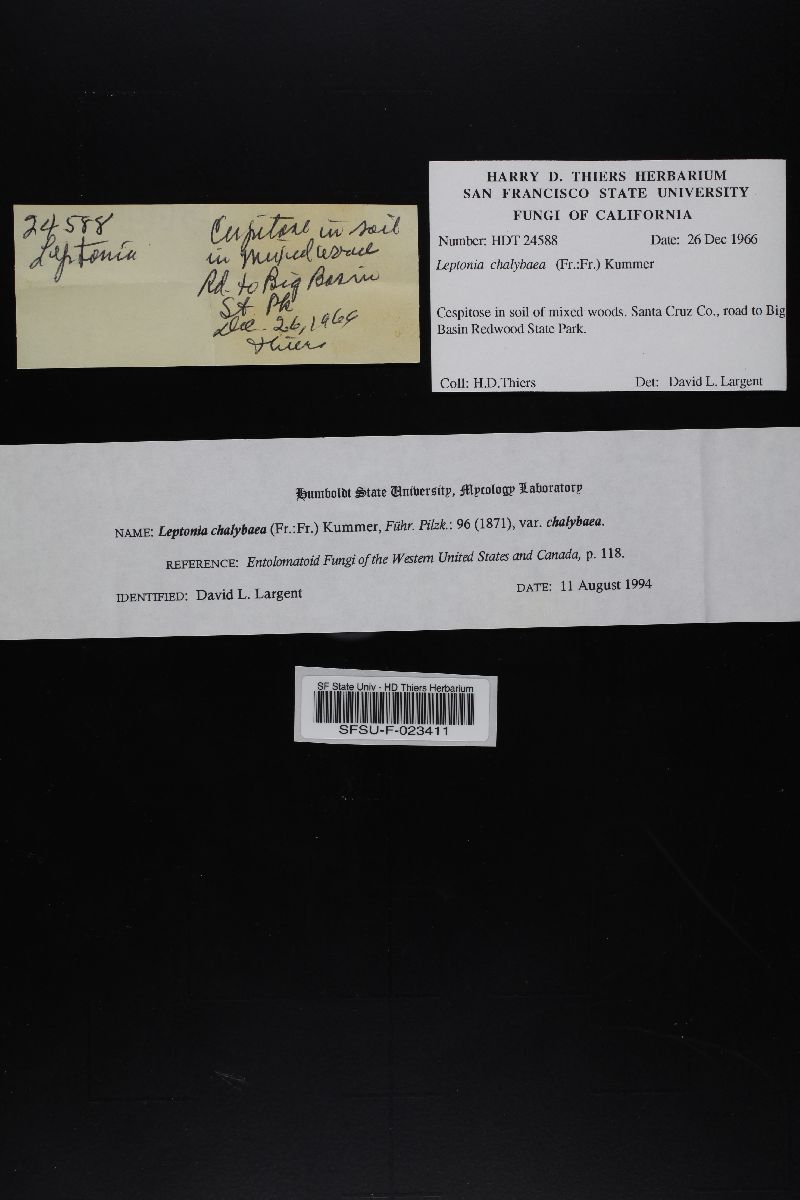 24588
Leptonia
Cespitose in soil
in mixed woods
Rd. to Big Basin
St. Pk
Dec. 26, 1966
Thiers
HARRY D. THIERS HERBARIUM
SAN FRANCISCO STATE UNIVERSITY
FUNGI OF CALIFORNIA
Number: HDT 24588 Date: 26 Dec 1966
Leptonia chalybaea (Fr.:Fr.) Kummer
Cespitose in soil of mixed woods. Santa Cruz Co., road to Big
Basin Redwood State Park.
Coll: H.D.Thiers Det: David L. Largent
Humboldt State University, Mycology Laboratory
NAME: Leptonia chalybaea (Fr.:Fr.) Kummer, Führ. Pilzk.: 96 (1871), var. chalybaea.
REFERENCE: Entolomatoid Fungi of the Western United States and Canada, p. 118.
IDENTIFIED: David L. Largent DATE: 11 August 1994
SF State Univ - HD Thiers Herbarium
SFSU-F-023411